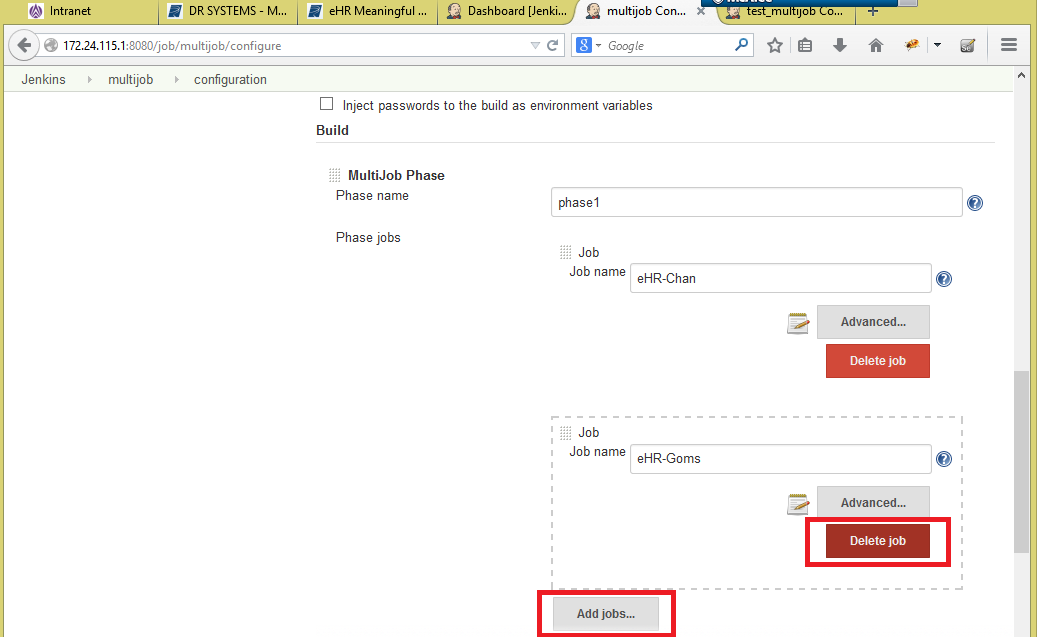 McAfee
Intranet
DR SYSTEMS - M...
eHR Meaningful ...
Dashboard [Jenki...
multijob Con...
test_multijob Co...
172.24.115.1:8080/job/multijob/configure
8
Google
Se
Jenkins
multijob
configuration
Inject passwords to the build as environment variables
Build
MultiJob Phase
Phase name
phase1
?
Phase jobs
Job
Job name
eHR-Chan
?
Advanced...
Delete job
Job
Job name
eHR-Goms
?
Advanced...
Delete job
Add jobs...